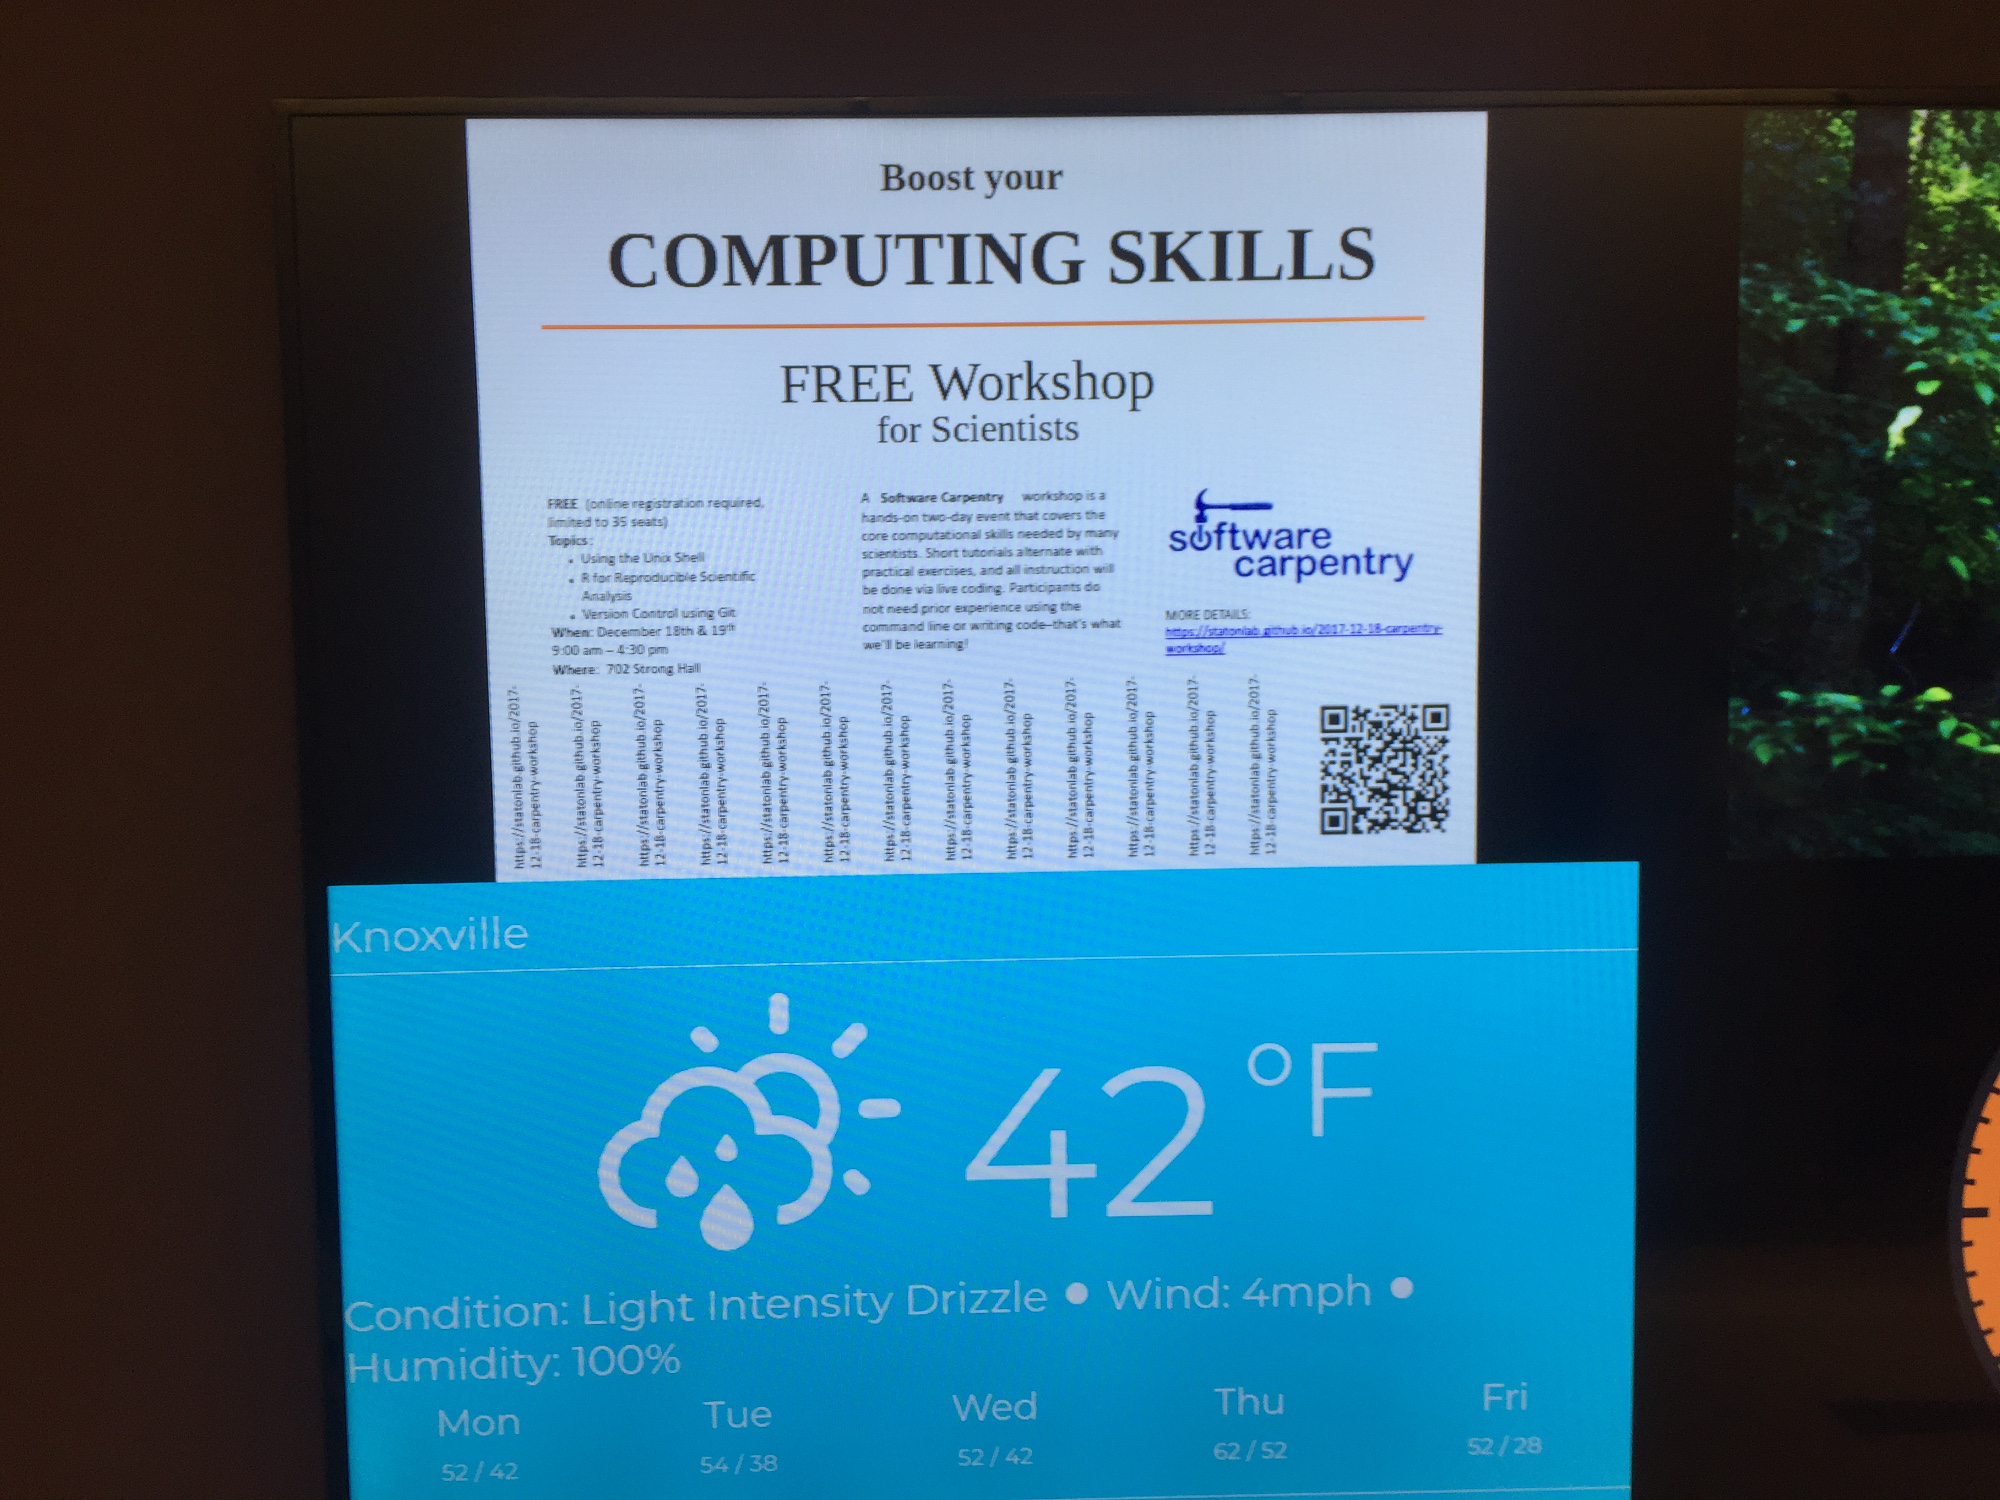 Boost your
COMPUTING SKILLS
FREE Workshop
for Scientists
FREE (online registration required,
limited to 35 seats)
Topics:
• Using the Unix Shell
• R for Reproducible Scientific
Analysis
• Version Control using Git
When: December 18th & 19th
9:00 am – 4:30 pm
Where: 702 Strong Hall
A Software Carpentry workshop is a
hands-on two-day event that covers the
core computational skills needed by many
scientists. Short tutorials alternate with
practical exercises, and all instruction will
be done via live coding. Participants do
not need prior experience using the
command line or writing code–that's what
we'll be learning!
software
carpentry
MORE DETAILS:
https://statonlab.github.io/2017-12-18-carpentry-
workshop/
https://statonlab.github.io/2017-
12-18-carpentry-workshop
https://statonlab.github.io/2017-
12-18-carpentry-workshop
https://statonlab.github.io/2017-
12-18-carpentry-workshop
https://statonlab.github.io/2017-
12-18-carpentry-workshop
https://statonlab.github.io/2017-
12-18-carpentry-workshop
https://statonlab.github.io/2017-
12-18-carpentry-workshop
https://statonlab.github.io/2017-
12-18-carpentry-workshop
https://statonlab.github.io/2017-
12-18-carpentry-workshop
https://statonlab.github.io/2017-
12-18-carpentry-workshop
https://statonlab.github.io/2017-
12-18-carpentry-workshop
https://statonlab.github.io/2017-
12-18-carpentry-workshop
https://statonlab.github.io/2017-
12-18-carpentry-workshop
https://statonlab.github.io/2017-
12-18-carpentry-workshop
Knoxville
42 °F
Condition: Light Intensity Drizzle • Wind: 4mph •
Humidity: 100%
Mon Tue Wed Thu Fri
52 / 42 54 / 38 52 / 42 62 / 52 52 / 28